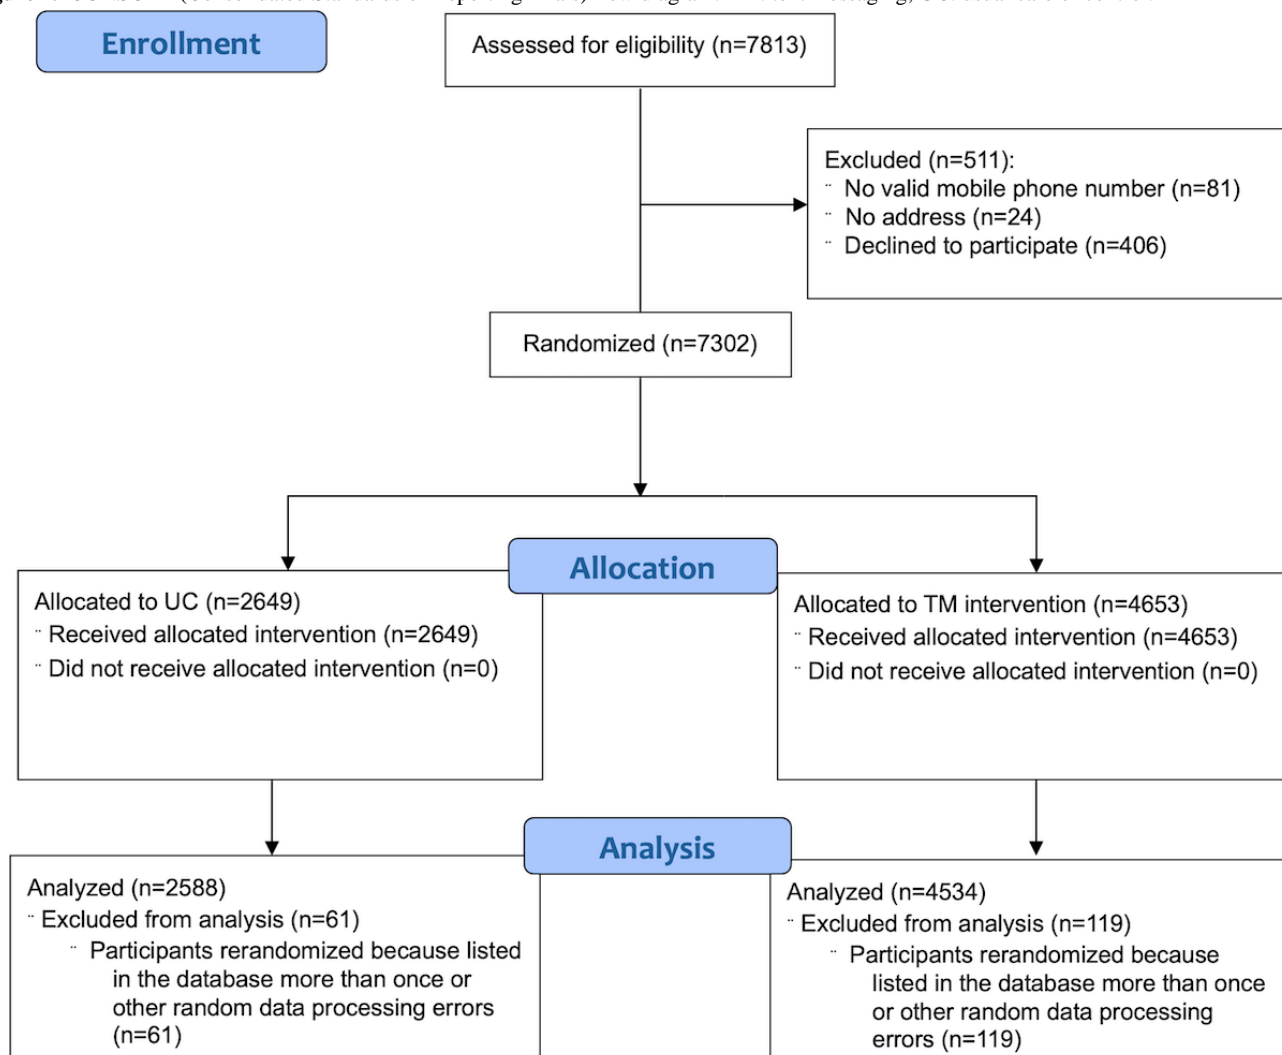 Enrollment
Assessed for eligibility (n=7813)
Excluded (n=511):
¨ No valid mobile phone number (n=81)
¨ No address (n=24)
¨ Declined to participate (n=406)
Randomized (n=7302)
Allocation
Allocated to UC (n=2649)
¨ Received allocated intervention (n=2649)
¨ Did not receive allocated intervention (n=0)
Allocated to TM intervention (n=4653)
¨ Received allocated intervention (n=4653)
¨ Did not receive allocated intervention (n=0)
Analysis
Analyzed (n=2588)
¨ Excluded from analysis (n=61)
¨ Participants rerandomized because listed
in the database more than once or
other random data processing errors
(n=61)
Analyzed (n=4534)
¨ Excluded from analysis (n=119)
¨ Participants rerandomized because
listed in the database more than once
or other random data processing
errors (n=119)